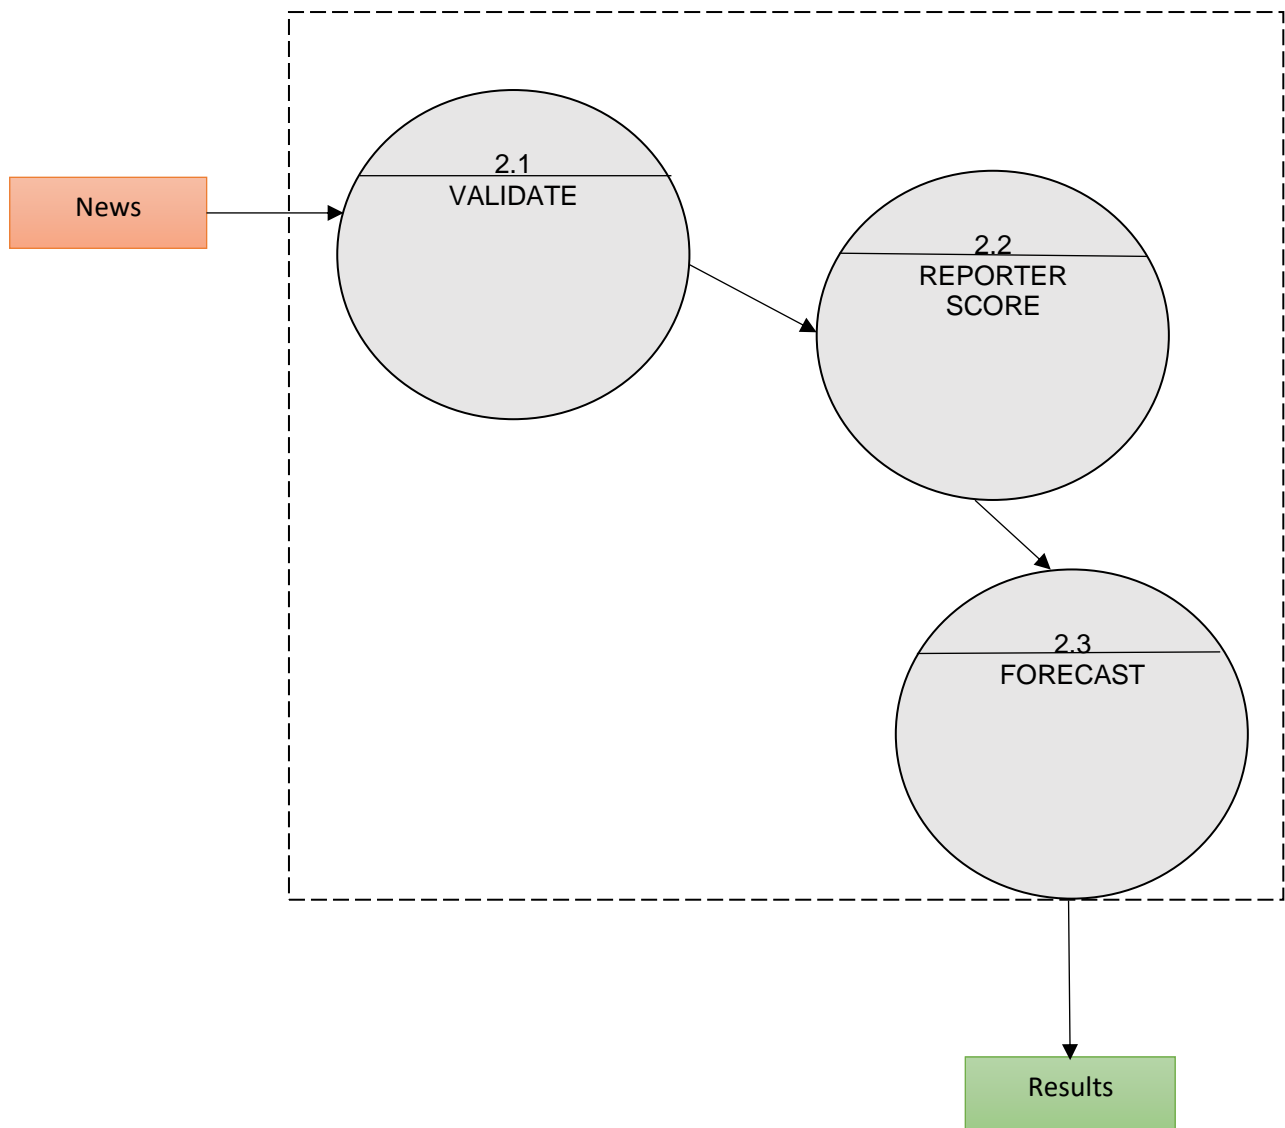 News
2.1
VALIDATE
2.2
REPORTER
SCORE
2.3
FORECAST
Results